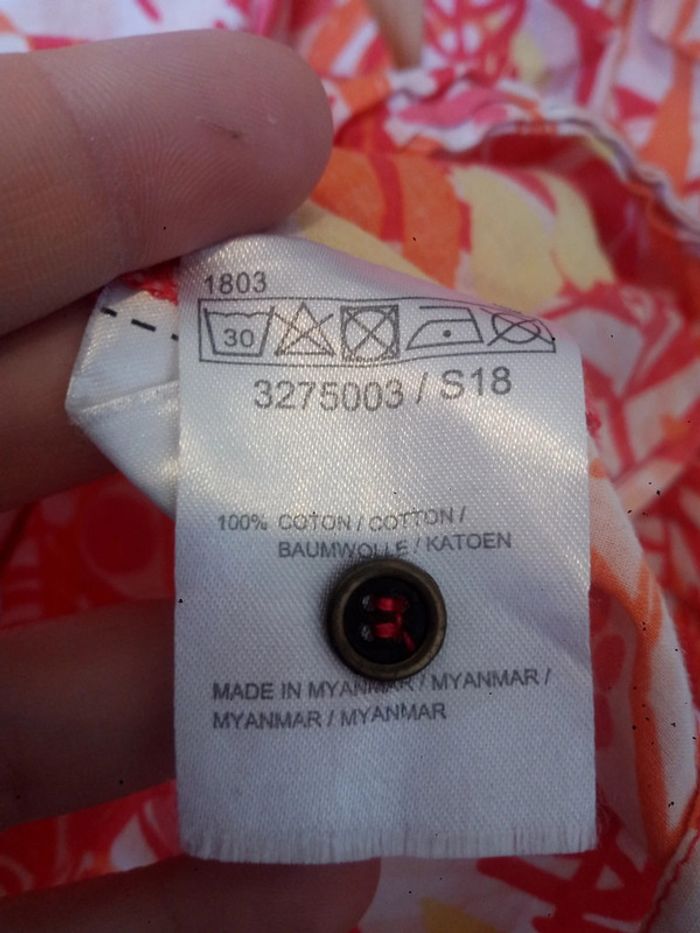 1803
30
3275003 / S18
100% COTON / COTTON /
BAUMWOLLE / KATOEN
MADE IN MYANMAR / MYANMAR /
MYANMAR / MYANMAR